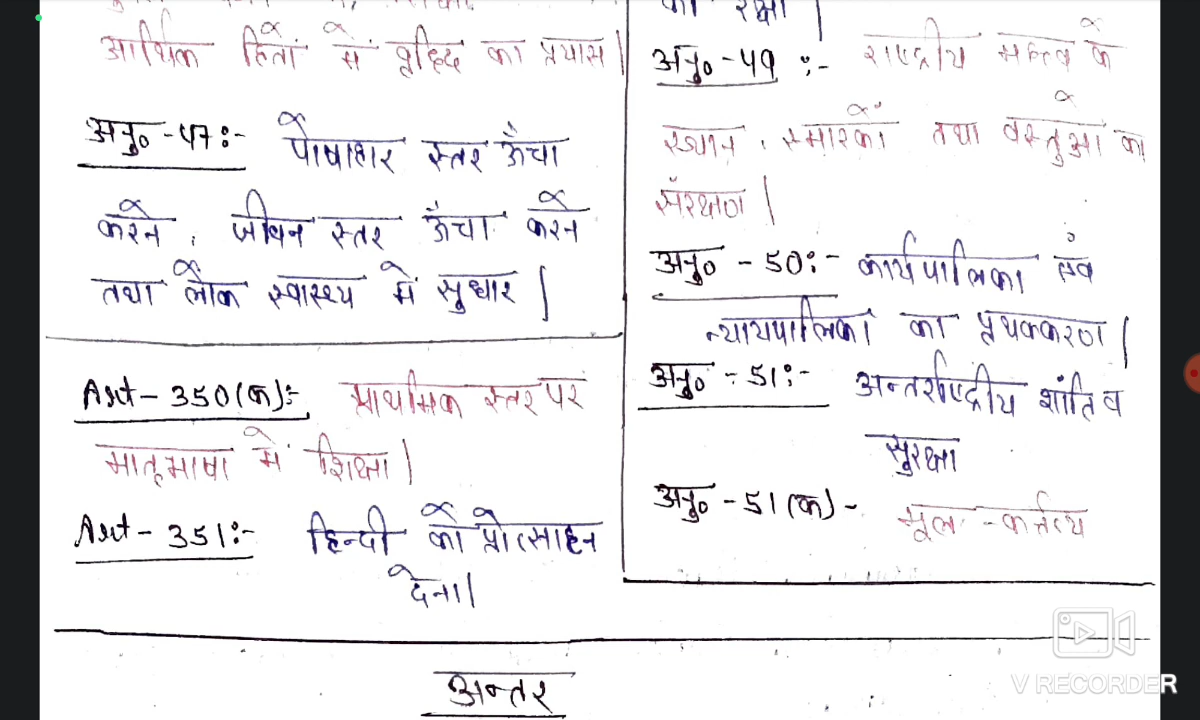 आर्थिक हितों में वृद्धि का प्रयास |
अनु० -47:- पोषाहार स्तर ऊँचा
करने, जीवन स्तर ऊँचा करने
तथा लोक स्वास्थ्य में सुधार |
Art - 350(क):- प्राथमिक स्तर पर
मातृभाषा में शिक्षा |
Art - 351:- हिन्दी को प्रोत्साहन
देना |
की रक्षा |
अनु० -49 :- राष्ट्रीय महत्व के
स्थान, स्मारकों तथा वस्तुओं का
संरक्षण |
अनु० - 50:- कार्यपालिका एवं
न्यायपालिका का पृथककरण |
अनु० - 51:- अन्तर्राष्ट्रीय शांति व
सुरक्षा
अनु० - 51(क) - मूल - कर्त्तव्य
अन्तर
V RECORDER